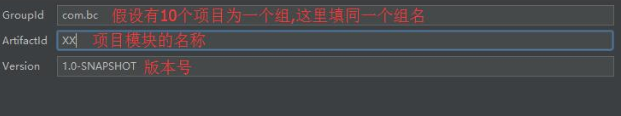 GroupId com.bc 假设有10个项目为一个组,这里填同一个组名
ArtifactId XX 项目模块的名称
Version 1.0-SNAPSHOT 版本号